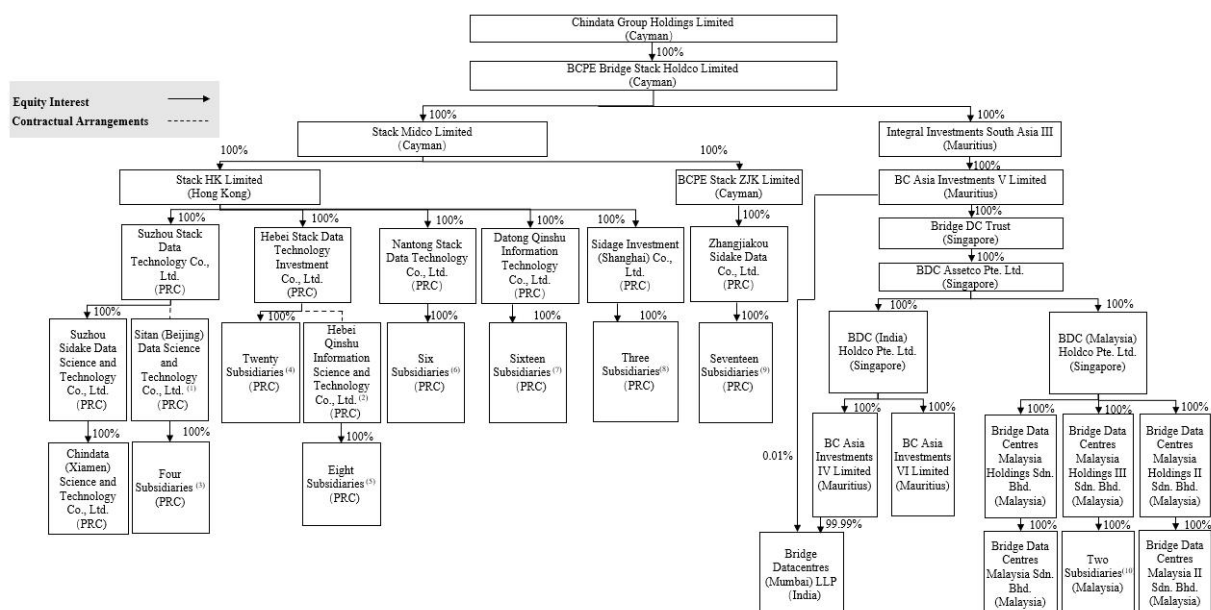 Chindata Group Holdings Limited
(Cayman)
100%
BCPE Bridge Stack Holdco Limited
(Cayman)
Equity Interest
Contractual Arrangements
100%
100%
Stack Midco Limited
(Cayman)
Integral Investments South Asia III
(Mauritius)
100%
100%
100%
Stack HK Limited
(Hong Kong)
BCPE Stack ZJK Limited
(Cayman)
BC Asia Investments V Limited
(Mauritius)
100%
100%
100%
100%
100%
100%
100%
Suzhou Stack
Data
Technology Co.,
Ltd.
(PRC)
Hebei Stack Data
Technology
Investment
Co., Ltd.
(PRC)
Nantong Stack
Data Technology
Co., Ltd.
(PRC)
Datong Qinshu
Information
Technology Co.,
Ltd.
(PRC)
Sidage Investment
(Shanghai) Co.,
Ltd.
(PRC)
Zhangjiakou
Sidake Data
Co., Ltd.
(PRC)
Bridge DC Trust
(Singapore)
100%
BDC Assetco Pte. Ltd.
(Singapore)
100%
100%
100%
100%
100%
100%
100%
100%
Suzhou
Sidake Data
Science and
Technology
Co., Ltd.
(PRC)
Sitan (Beijing)
Data Science
and
Technology
Co., Ltd. (1)
(PRC)
Twenty
Subsidiaries (4)
(PRC)
Hebei
Qinshu
Information
Science and
Technology
Co., Ltd. (2)
(PRC)
Six
Subsidiaries (6)
(PRC)
Sixteen
Subsidiaries (7)
(PRC)
Three
Subsidiaries (8)
(PRC)
Seventeen
Subsidiaries (9)
(PRC)
BDC (India)
Holdco Pte. Ltd.
(Singapore)
BDC (Malaysia)
Holdco Pte. Ltd.
(Singapore)
100%
100%
100%
100%
100%
100%
100%
100%
Chindata
(Xiamen)
Science and
Technology
Co., Ltd.
(PRC)
Four
Subsidiaries (3)
(PRC)
Eight
Subsidiaries (5)
(PRC)
0.01%
BC Asia
Investments
IV Limited
(Mauritius)
BC Asia
Investments
VI Limited
(Mauritius)
Bridge Data
Centres
Malaysia
Holdings Sdn.
Bhd.
(Malaysia)
Bridge Data
Centres
Malaysia
Holdings III
Sdn. Bhd.
(Malaysia)
Bridge Data
Centres
Malaysia
Holdings II
Sdn. Bhd.
(Malaysia)
99.99%
100%
100%
100%
Bridge
Datacentres
(Mumbai) LLP
(India)
Bridge Data
Centres
Malaysia Sdn.
Bhd.
(Malaysia)
Two
Subsidiaries (10)
(Malaysia)
Bridge Data
Centres
Malaysia II
Sdn. Bhd.
(Malaysia)